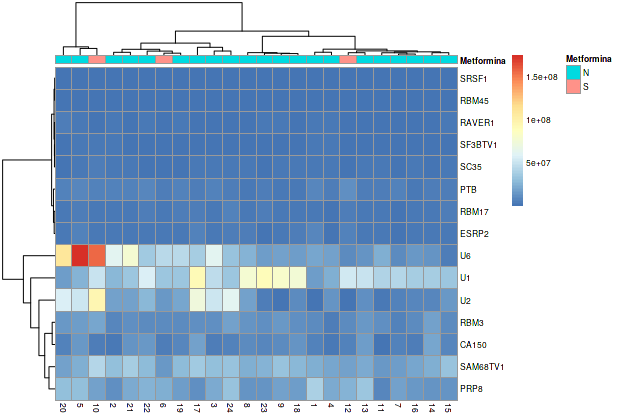 Metformina
SRSF1
RBM45
RAVER1
SF3BTV1
SC35
PTB
RBM17
ESRP2
U6
U1
U2
RBM3
CA150
SAM68TV1
PRP8
20 5 10 2 21 22 6 19 17 3 24 8 23 9 18 1 4 12 13 11 7 16 14 15
1.5e+08
1e+08
5e+07
Metformina
N
S